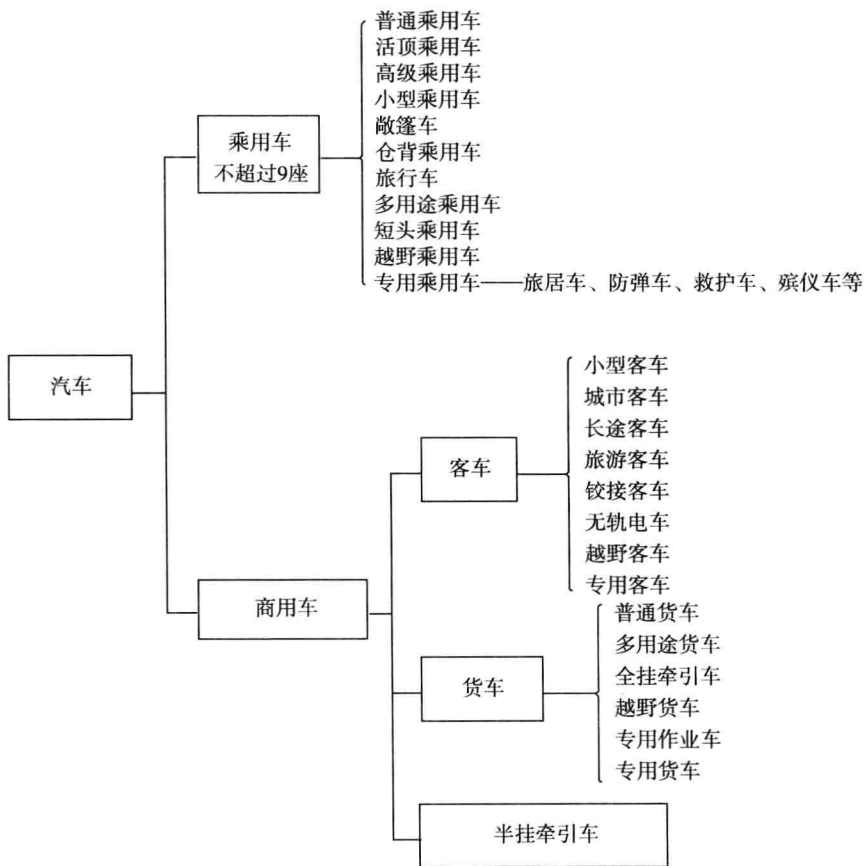 普通乘用车
活顶乘用车
高级乘用车
小型乘用车
敞篷车
仓背乘用车
旅行车
多用途乘用车
短头乘用车
越野乘用车
专用乘用车——旅居车、防弹车、救护车、殡仪车等
乘用车
不超过9座
汽车
小型客车
城市客车
长途客车
旅游客车
铰接客车
无轨电车
越野客车
专用客车
客车
商用车
普通货车
多用途货车
全挂牵引车
越野货车
专用作业车
专用货车
货车
半挂牵引车